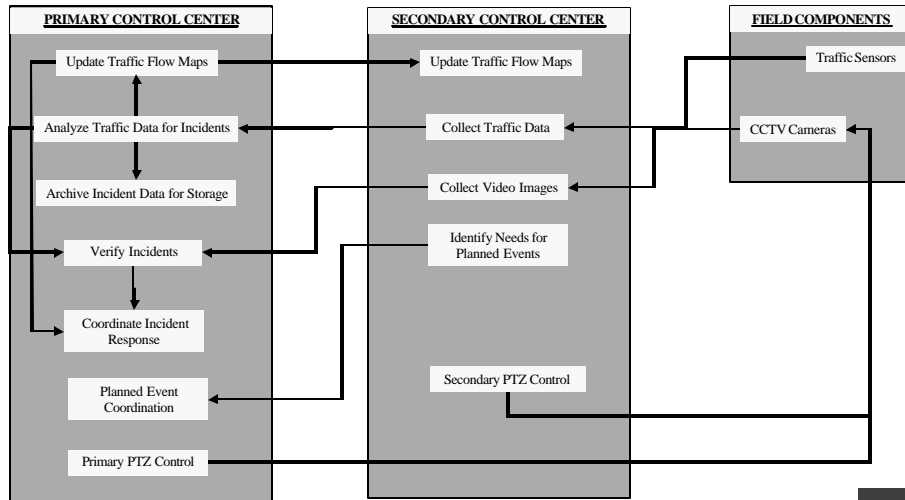 PRIMARY CONTROL CENTER
Update Traffic Flow Maps
Analyze Traffic Data for Incidents
Archive Incident Data for Storage
Verify Incidents
Coordinate Incident
Response
Planned Event
Coordination
Primary PTZ Control
SECONDARY CONTROL CENTER
Update Traffic Flow Maps
Collect Traffic Data
Collect Video Images
Identify Needs for
Planned Events
Secondary PTZ Control
FIELD COMPONENTS
Traffic Sensors
CCTV Cameras